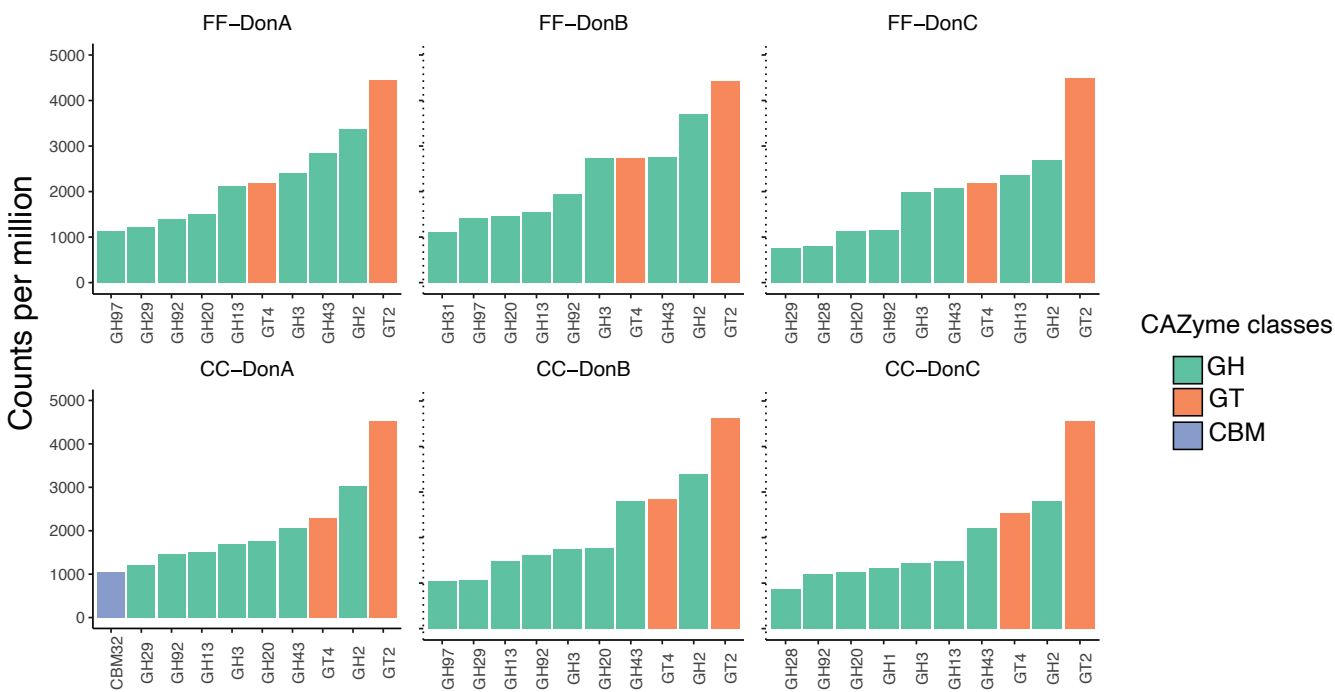 FF–DonA
FF–DonB
FF–DonC
Counts per million
5000
4000
3000
2000
1000
0
GH97
GH29
GH92
GH20
GH13
GT4
GH3
GH43
GH2
GT2
GH31
GH97
GH20
GH13
GH92
GH3
GT4
GH43
GH2
GT2
GH29
GH28
GH20
GH92
GH3
GH43
GT4
GH13
GH2
GT2
CC–DonA
CC–DonB
CC–DonC
5000
4000
3000
2000
1000
0
CBM32
GH29
GH92
GH13
GH3
GH20
GH43
GT4
GH2
GT2
GH97
GH29
GH13
GH92
GH3
GH20
GH43
GT4
GH2
GT2
GH28
GH92
GH20
GH1
GH3
GH13
GH43
GT4
GH2
GT2
CAZyme classes
GH
GT
CBM